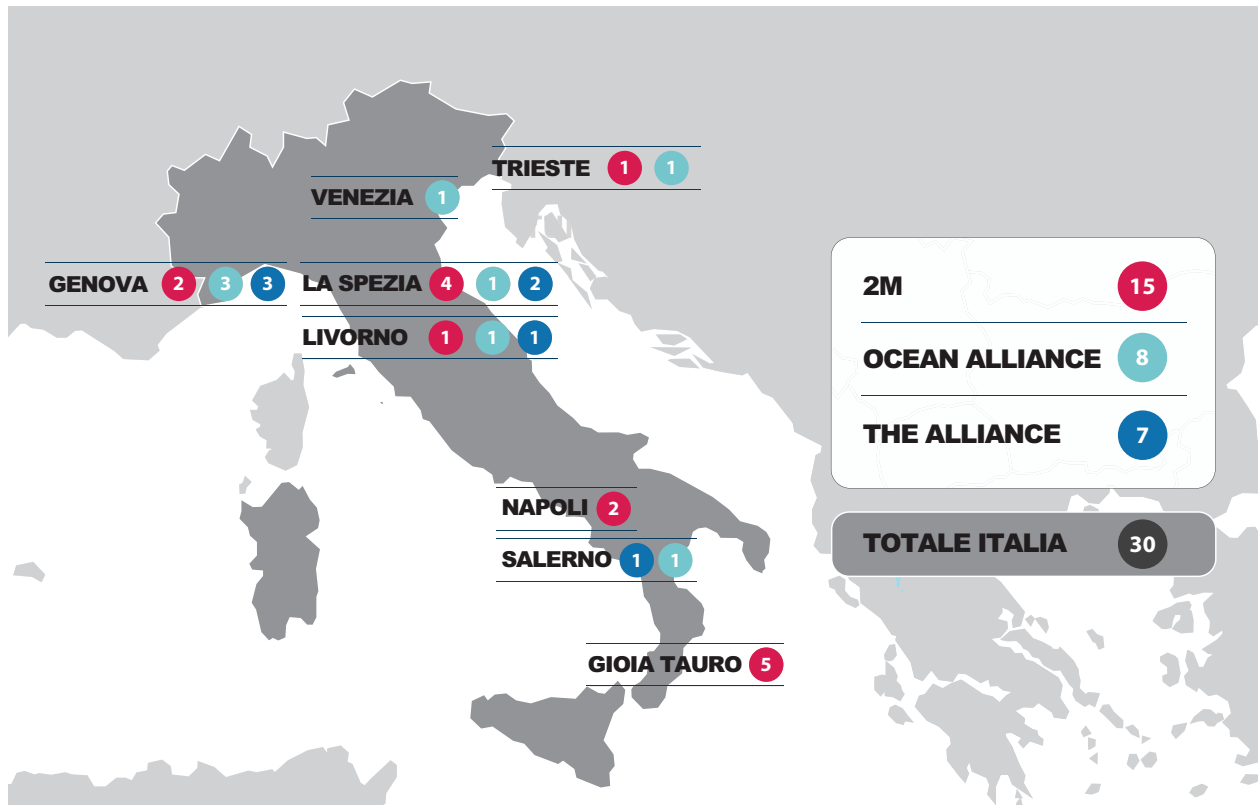 TRIESTE 1 1
VENEZIA 1
GENOVA 2 3 3
LA SPEZIA 4 1 2
LIVORNO 1 1 1
NAPOLI 2
SALERNO 1 1
GIOIA TAURO 5
2M 15
OCEAN ALLIANCE 8
THE ALLIANCE 7
TOTALE ITALIA 30